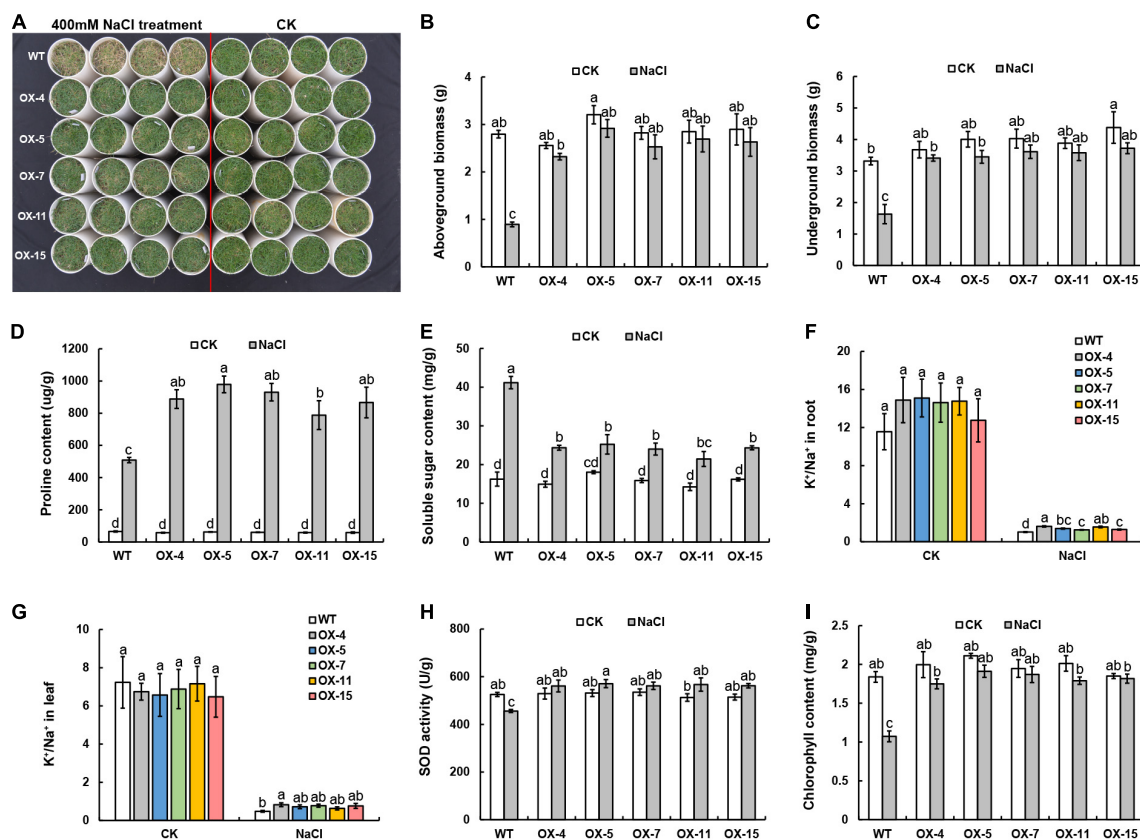 A
400mM NaCl treatment CK
WT
OX-4
OX-5
OX-7
OX-11
OX-15
B
CK NaCl
Aboveground biomass (g)
4
3
2
1
0
ab c ab b a ab ab ab ab ab ab ab
WT OX-4 OX-5 OX-7 OX-11 OX-15
C
CK NaCl
Underground biomass (g)
6
5
4
3
2
1
0
b c ab ab ab b ab ab ab ab a ab
WT OX-4 OX-5 OX-7 OX-11 OX-15
D
CK NaCl
Proline content (ug/g)
1200
1000
800
600
400
200
0
d c d ab d a d ab d b d ab
WT OX-4 OX-5 OX-7 OX-11 OX-15
E
CK NaCl
Soluble sugar content (mg/g)
50
40
30
20
10
0
d a d b cd b d b d bc d b
WT OX-4 OX-5 OX-7 OX-11 OX-15
F
WT
OX-4
OX-5
OX-7
OX-11
OX-15
K⁺/Na⁺ in root
20
16
12
8
4
0
a a a a a a d a bc c ab c
CK NaCl
G
WT
OX-4
OX-5
OX-7
OX-11
OX-15
K⁺/Na⁺ in leaf
10
8
6
4
2
0
a a a a a a b a ab ab ab ab
CK NaCl
H
CK NaCl
SOD activity (U/g)
800
600
400
200
0
ab c ab ab ab a ab ab b ab ab ab
WT OX-4 OX-5 OX-7 OX-11 OX-15
I
CK NaCl
Chlorophyll content (mg/g)
2.5
2
1.5
1
0.5
0
ab c ab b ab ab ab ab ab b ab b
WT OX-4 OX-5 OX-7 OX-11 OX-15